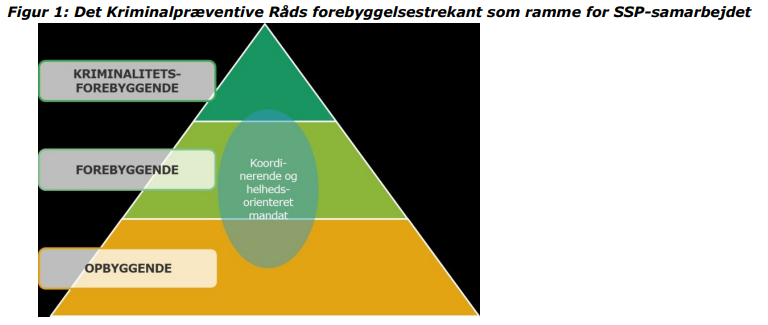 Figur 1: Det Kriminalpræventive Råds forebyggelsestrekant som ramme for SSP-samarbejdet
KRIMINALITETS-
FOREBYGGENDE
FOREBYGGENDE
Koordi-
nerende og
helheds-
orienteret
mandat
OPBYGGENDE